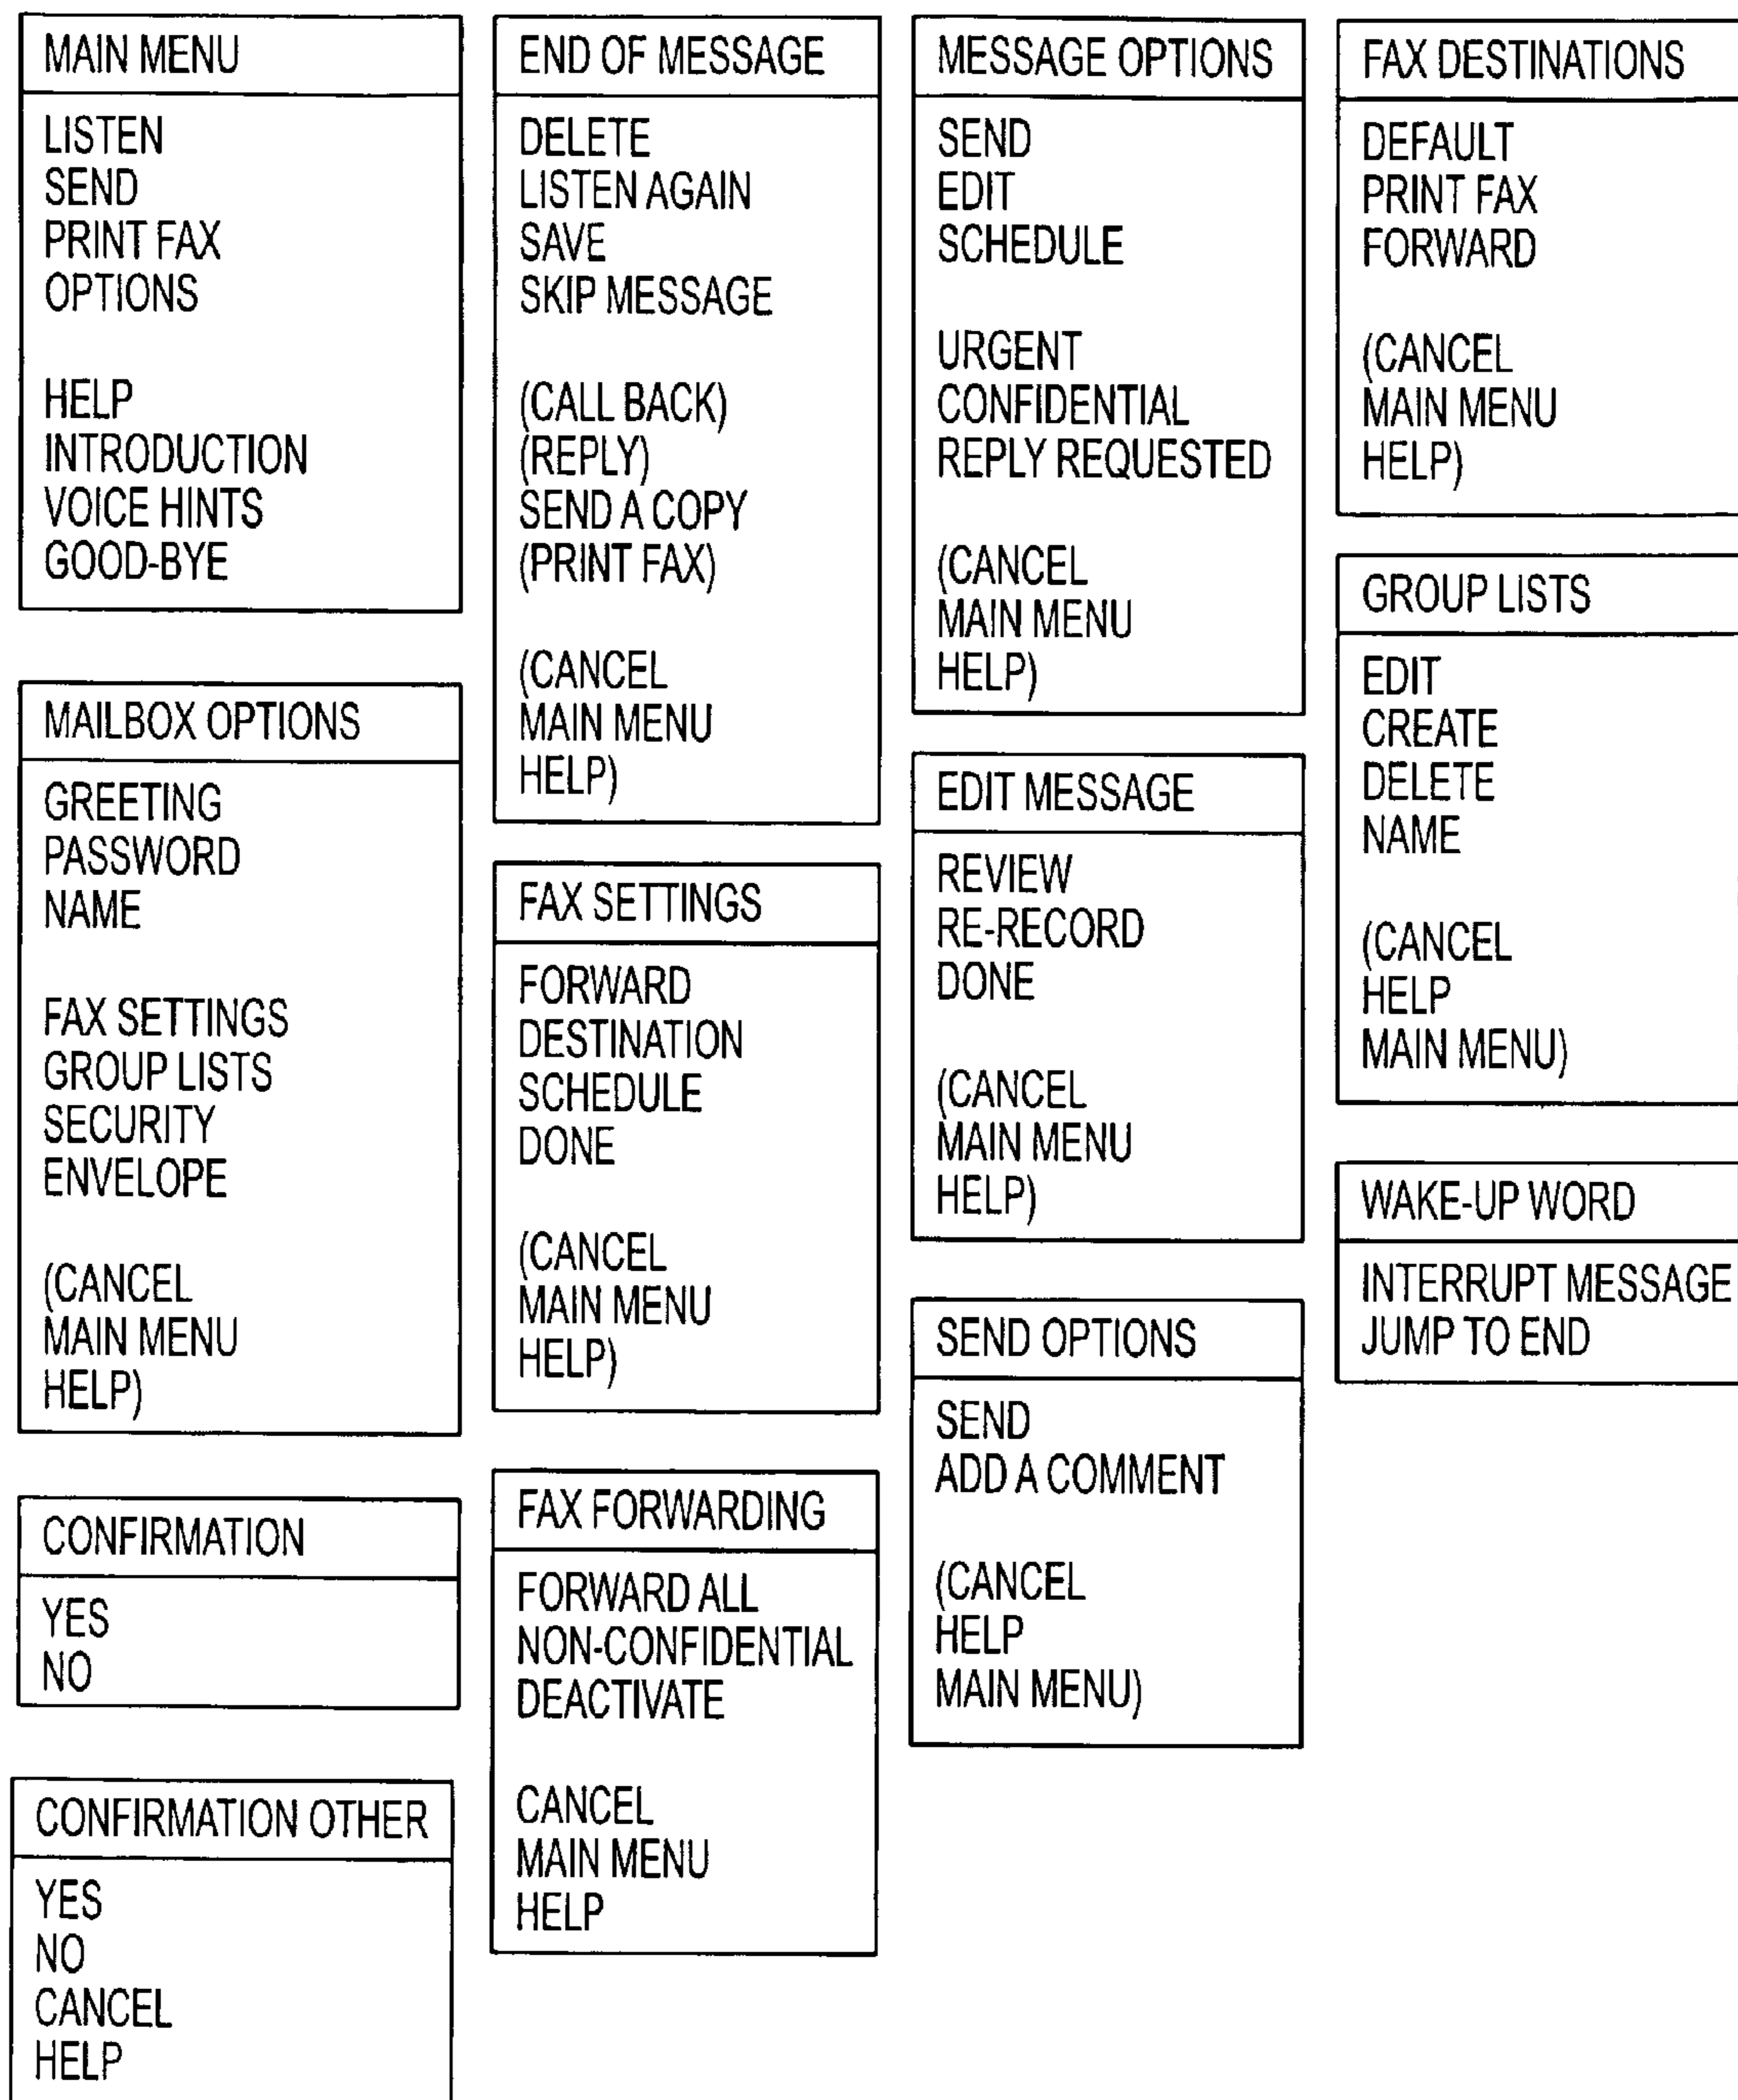 MAIN MENU
LISTEN
SEND
PRINT FAX
OPTIONS
HELP
INTRODUCTION
VOICE HINTS
GOOD-BYE
MAILBOX OPTIONS
GREETING
PASSWORD
NAME
FAX SETTINGS
GROUP LISTS
SECURITY
ENVELOPE
(CANCEL
MAIN MENU
HELP)
CONFIRMATION
YES
NO
CONFIRMATION OTHER
YES
NO
CANCEL
HELP
END OF MESSAGE
DELETE
LISTEN AGAIN
SAVE
SKIP MESSAGE
(CALL BACK)
(REPLY)
SEND A COPY
(PRINT FAX)
(CANCEL
MAIN MENU
HELP)
FAX SETTINGS
FORWARD
DESTINATION
SCHEDULE
DONE
(CANCEL
MAIN MENU
HELP)
FAX FORWARDING
FORWARD ALL
NON-CONFIDENTIAL
DEACTIVATE
CANCEL
MAIN MENU
HELP
MESSAGE OPTIONS
SEND
EDIT
SCHEDULE
URGENT
CONFIDENTIAL
REPLY REQUESTED
(CANCEL
MAIN MENU
HELP)
EDIT MESSAGE
REVIEW
RE-RECORD
DONE
(CANCEL
MAIN MENU
HELP)
SEND OPTIONS
SEND
ADD A COMMENT
(CANCEL
HELP
MAIN MENU)
FAX DESTINATIONS
DEFAULT
PRINT FAX
FORWARD
(CANCEL
MAIN MENU
HELP)
GROUP LISTS
EDIT
CREATE
DELETE
NAME
(CANCEL
HELP
MAIN MENU)
WAKE-UP WORD
INTERRUPT MESSAGE
JUMP TO END